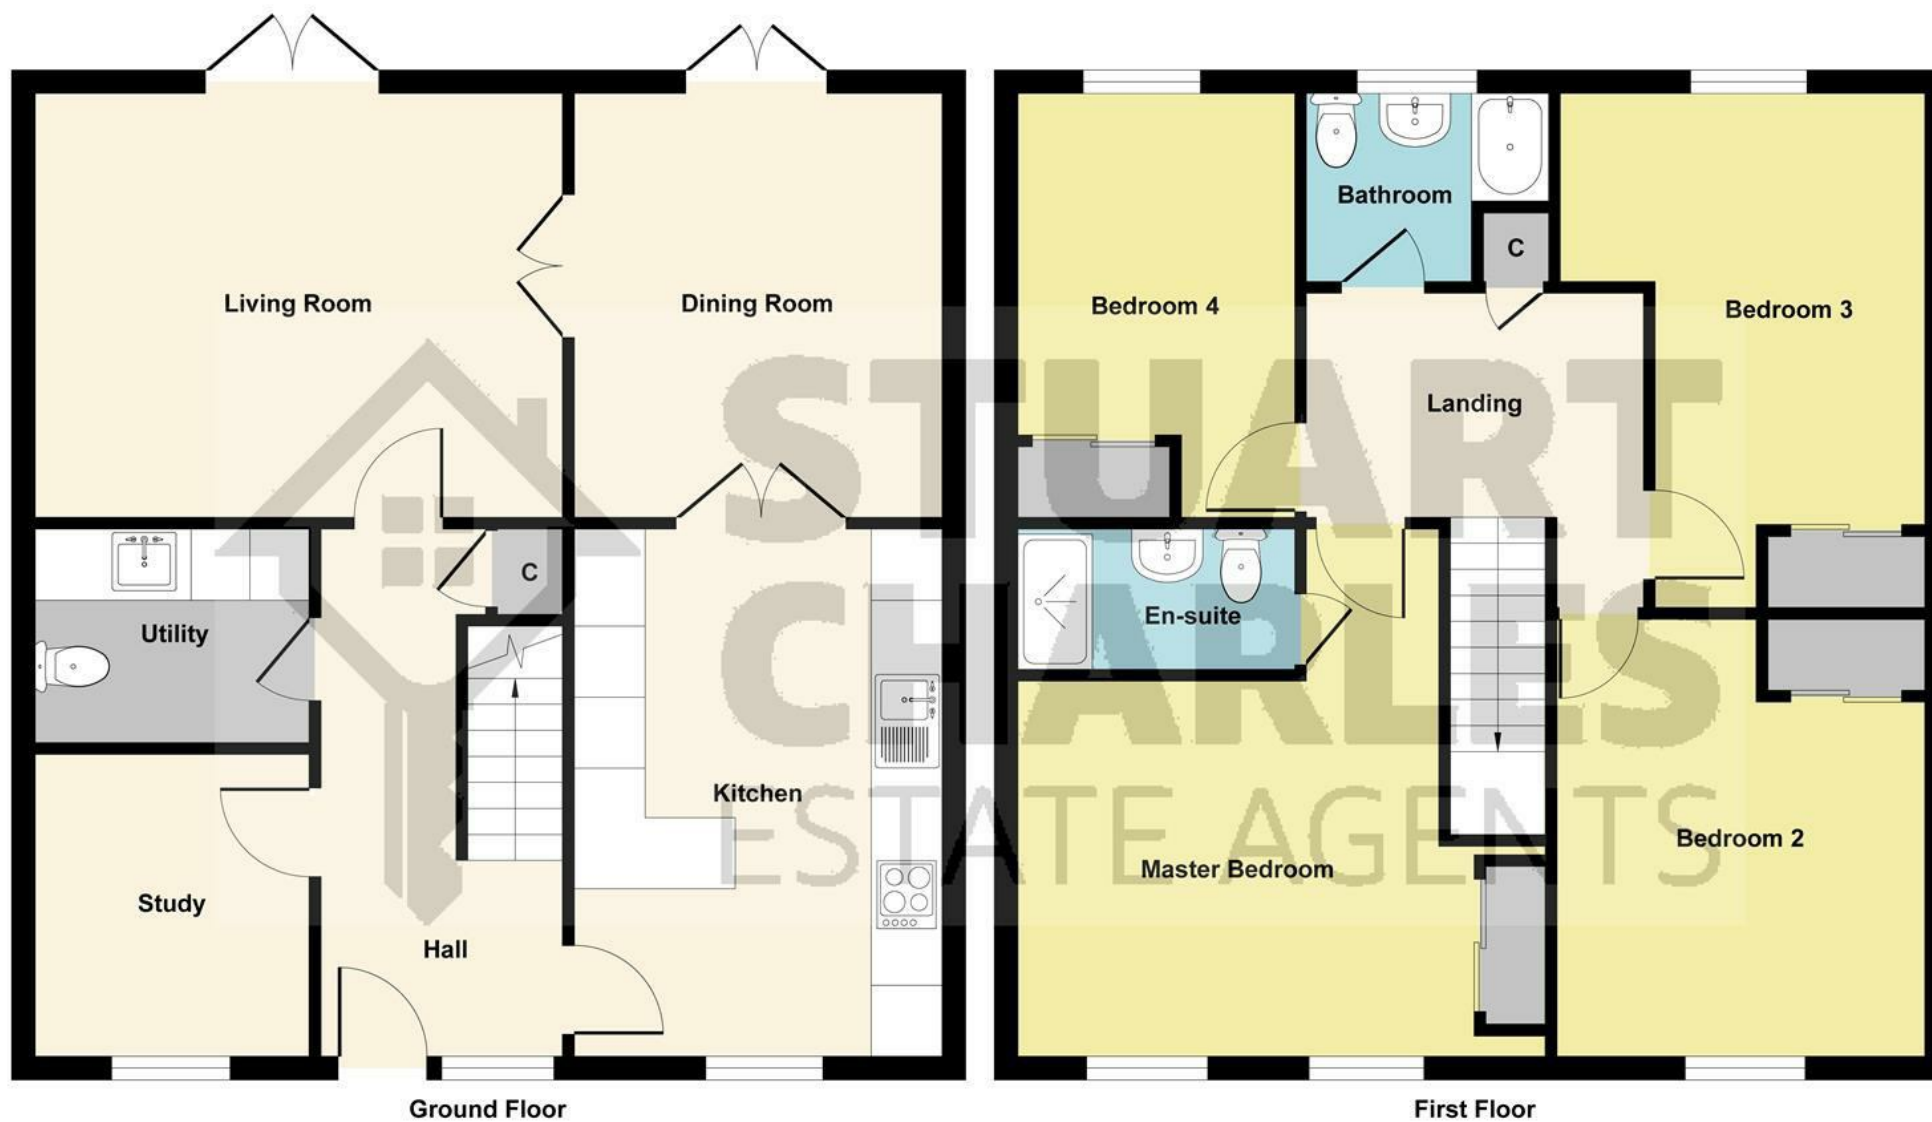 Living Room
Dining Room
C
Utility
Kitchen
Study
Hall
Ground Floor
Bathroom
C
Bedroom 4
Bedroom 3
Landing
En-suite
Bedroom 2
Master Bedroom
First Floor
STUART
CHARLES
ESTATE AGENTS